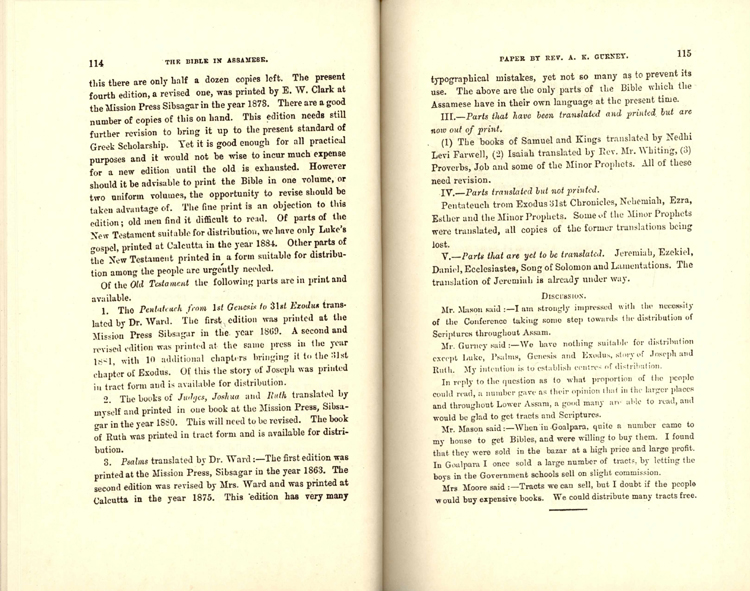 114
THE BIBLE IN ASSAMESE.
this there are only half a dozen copies left. The present
fourth edition, a revised one, was printed by E. W. Clark at
the Mission Press Sibsagar in the year 1878. There are a good
number of copies of this on hand. This edition needs still
further revision to bring it up to the present standard of
Greek Scholarship. Yet it is good enough for all practical
purposes and it would not be wise to incur much expense
for a new edition until the old is exhausted. However
should it be advisable to print the Bible in one volume, or
two uniform volumes, the opportunity to revise should be
taken advantage of. The fine print is an objection to this
edition; old men find it difficult to read. Of parts of the
New Testament suitable for distribution, we have only Luke's
gospel, printed at Calcutta in the year 1884. Other parts of
the New Testament printed in a form suitable for distribu-
tion among the people are urgently needed.
Of the Old Testament the following parts are in print and
available.
1. The Pentateuch from 1st Genesis to 31st Exodus trans-
lated by Dr. Ward. The first edition was printed at the
Mission Press Sibsagar in the year 1869. A second and
revised edition was printed at the same press in the year
1881, with 10 additional chapters bringing it to the 31st
chapter of Exodus. Of this the story of Joseph was printed
in tract form and is available for distribution.
2. The books of Judges, Joshua and Ruth translated by
myself and printed in one book at the Mission Press, Sibsa-
gar in the year 1880. This will need to be revised. The book
of Ruth was printed in tract form and is available for distri-
bution.
3. Psalms translated by Dr. Ward:—The first edition was
printed at the Mission Press, Sibsagar in the year 1863. The
second edition was revised by Mrs. Ward and was printed at
Calcutta in the year 1875. This edition has very many
PAPER BY REV. A. K. GURNEY.
115
typographical mistakes, yet not so many as to prevent its
use. The above are the only parts of the Bible which the
Assamese have in their own language at the present time.
III.—Parts that have been translated and printed but are
now out of print.
(1) The books of Samuel and Kings translated by Nedhi
Levi Farwell, (2) Isaiah translated by Rev. Mr. Whiting, (3)
Proverbs, Job and some of the Minor Prophets. All of these
need revision.
IV.—Parts translated but not printed.
Pentateuch from Exodus 31st Chronicles, Nehemiah, Ezra,
Esther and the Minor Prophets. Some of the Minor Prophets
were translated, all copies of the former translations being
lost.
V.—Parts that are yet to be translated. Jeremiah, Ezekiel,
Daniel, Ecclesiastes, Song of Solomon and Lamentations. The
translation of Jeremiah is already under way.
DISCUSSION.
Mr. Mason said:—I am strongly impressed with the necessity
of the Conference taking some step towards the distribution of
Scriptures throughout Assam.
Mr. Gurney said:—We have nothing suitable for distribution
except Luke, Psalms, Genesis and Exodus, story of Joseph and
Ruth. My intention is to establish centres of distribution.
In reply to the question as to what proportion of the people
could read, a number gave as their opinion that in the larger places
and throughout Lower Assam, a good many are able to read, and
would be glad to get tracts and Scriptures.
Mr. Mason said:—When in Goalpara, quite a number came to
my house to get Bibles, and were willing to buy them. I found
that they were sold in the bazar at a high price and large profit.
In Goalpara I once sold a large number of tracts, by letting the
boys in the Government schools sell on slight commission.
Mrs Moore said:—Tracts we can sell, but I doubt if the people
would buy expensive books. We could distribute many tracts free.